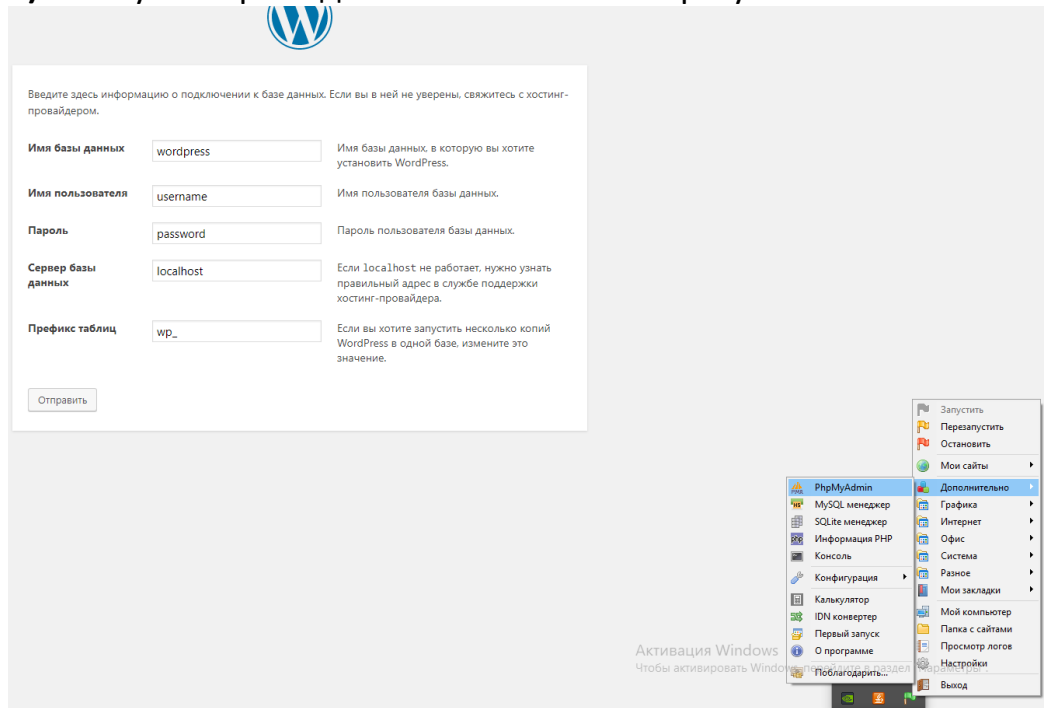 Введите здесь информацию о подключении к базе данных. Если вы в ней не уверены, свяжитесь с хостинг-
провайдером.
Имя базы данных
wordpress
Имя базы данных, в которую вы хотите
установить WordPress.
Имя пользователя
username
Имя пользователя базы данных.
Пароль
password
Пароль пользователя базы данных.
Сервер базы
данных
localhost
Если localhost не работает, нужно узнать
правильный адрес в службе поддержки
хостинг-провайдера.
Префикс таблиц
wp_
Если вы хотите запустить несколько копий
WordPress в одной базе, измените это
значение.
Отправить
Запустить
Перезапустить
Остановить
Мои сайты
Дополнительно
Графика
Интернет
Офис
Система
Разное
Мои закладки
Мой компьютер
Папка с сайтами
Просмотр логов
Настройки
Выход
PhpMyAdmin
MySQL менеджер
SQLite менеджер
Информация PHP
Консоль
Конфигурация
Калькулятор
IDN конвертер
Первый запуск
О программе
Поблагодарить...
Активация Windows
Чтобы активировать Windows, перейдите в раздел